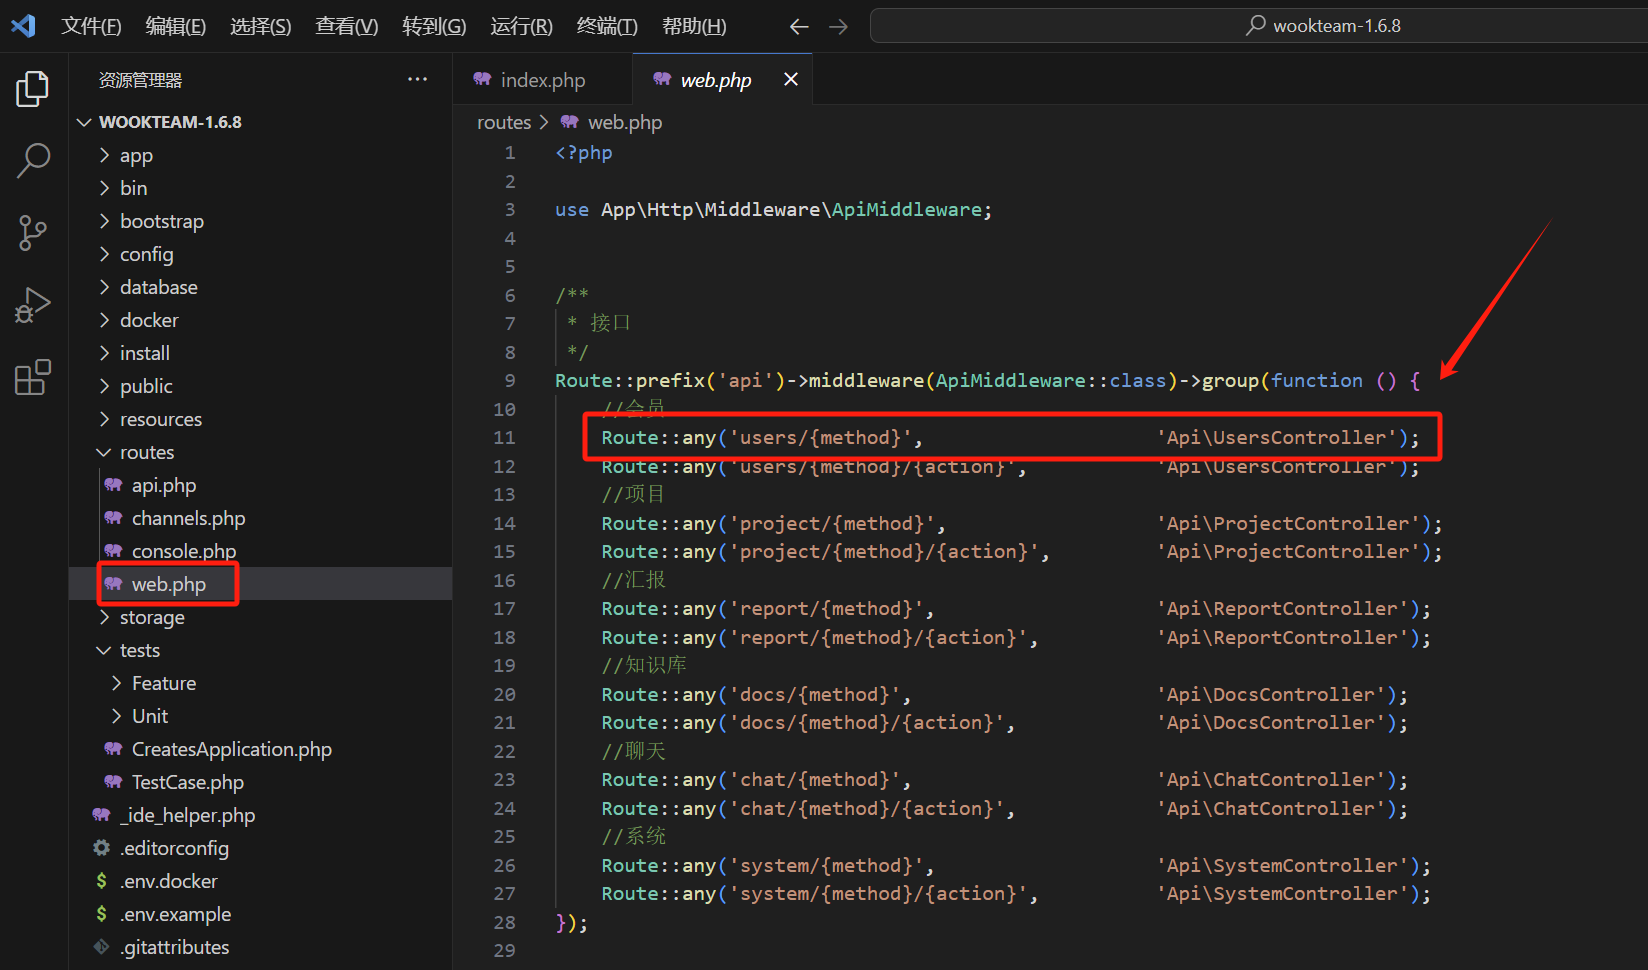 文件(F) 编辑(E) 选择(S) 查看(V) 转到(G) 运行(R) 终端(T) 帮助(H) wookteam-1.6.8
资源管理器 ···
WOOKTEAM-1.6.8
app
bin
bootstrap
config
database
docker
install
public
resources
routes
api.php
channels.php
console.php
web.php
storage
tests
Feature
Unit
CreatesApplication.php
TestCase.php
_ide_helper.php
.editorconfig
$ .env.docker
$ .env.example
.gitattributes
index.php web.php
routes > web.php
1 <?php
2
3 use App\Http\Middleware\ApiMiddleware;
4
5
6 /**
7 * 接口
8 */
9 Route::prefix('api')->middleware(ApiMiddleware::class)->group(function () {
10 //会员
11 Route::any('users/{method}', 'Api\UsersController');
12 Route::any('users/{method}/{action}', 'Api\UsersController');
13 //项目
14 Route::any('project/{method}', 'Api\ProjectController');
15 Route::any('project/{method}/{action}', 'Api\ProjectController');
16 //汇报
17 Route::any('report/{method}', 'Api\ReportController');
18 Route::any('report/{method}/{action}', 'Api\ReportController');
19 //知识库
20 Route::any('docs/{method}', 'Api\DocsController');
21 Route::any('docs/{method}/{action}', 'Api\DocsController');
22 //聊天
23 Route::any('chat/{method}', 'Api\ChatController');
24 Route::any('chat/{method}/{action}', 'Api\ChatController');
25 //系统
26 Route::any('system/{method}', 'Api\SystemController');
27 Route::any('system/{method}/{action}', 'Api\SystemController');
28 });
29